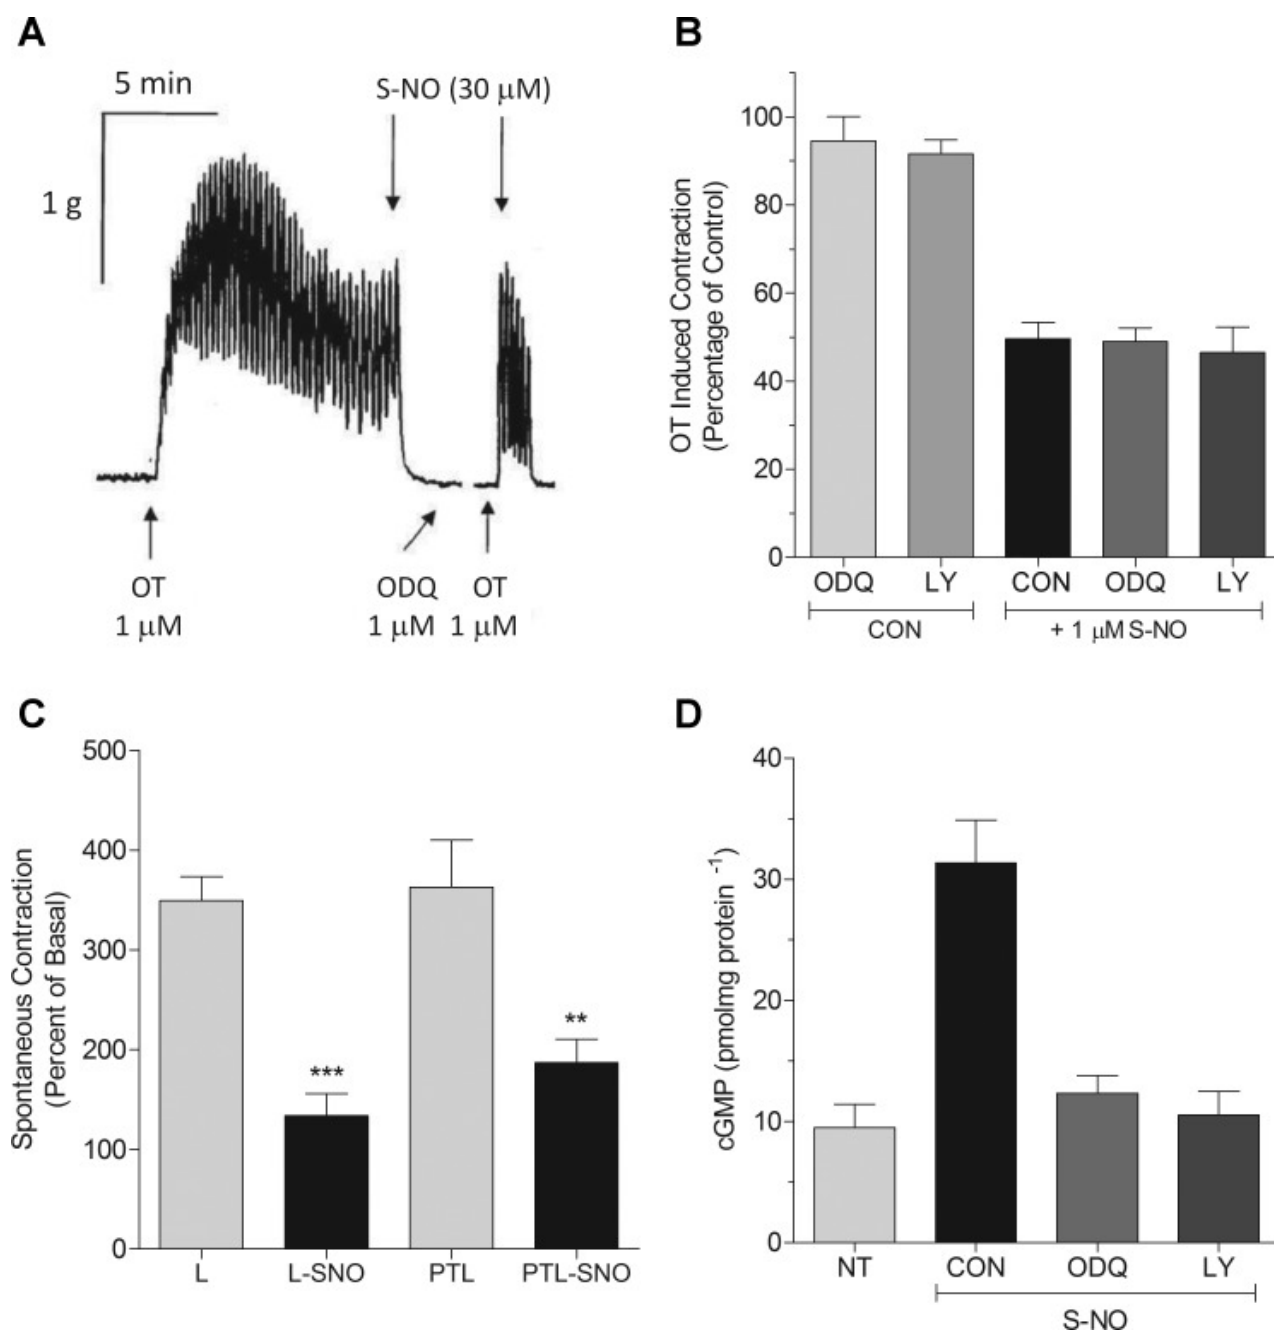 A
5 min
S-NO (30 μM)
1 g
OT
1 μM
ODQ
1 μM
OT
1 μM
B
OT Induced Contraction
(Percentage of Control)
100
80
60
40
20
0
ODQ LY CON ODQ LY
CON + 1 μM S-NO
C
Spontaneous Contraction
(Percent of Basal)
500
400
300
200
100
0
***
**
L L-SNO PTL PTL-SNO
D
cGMP (pmolmg protein -1)
40
30
20
10
0
NT CON ODQ LY
S-NO